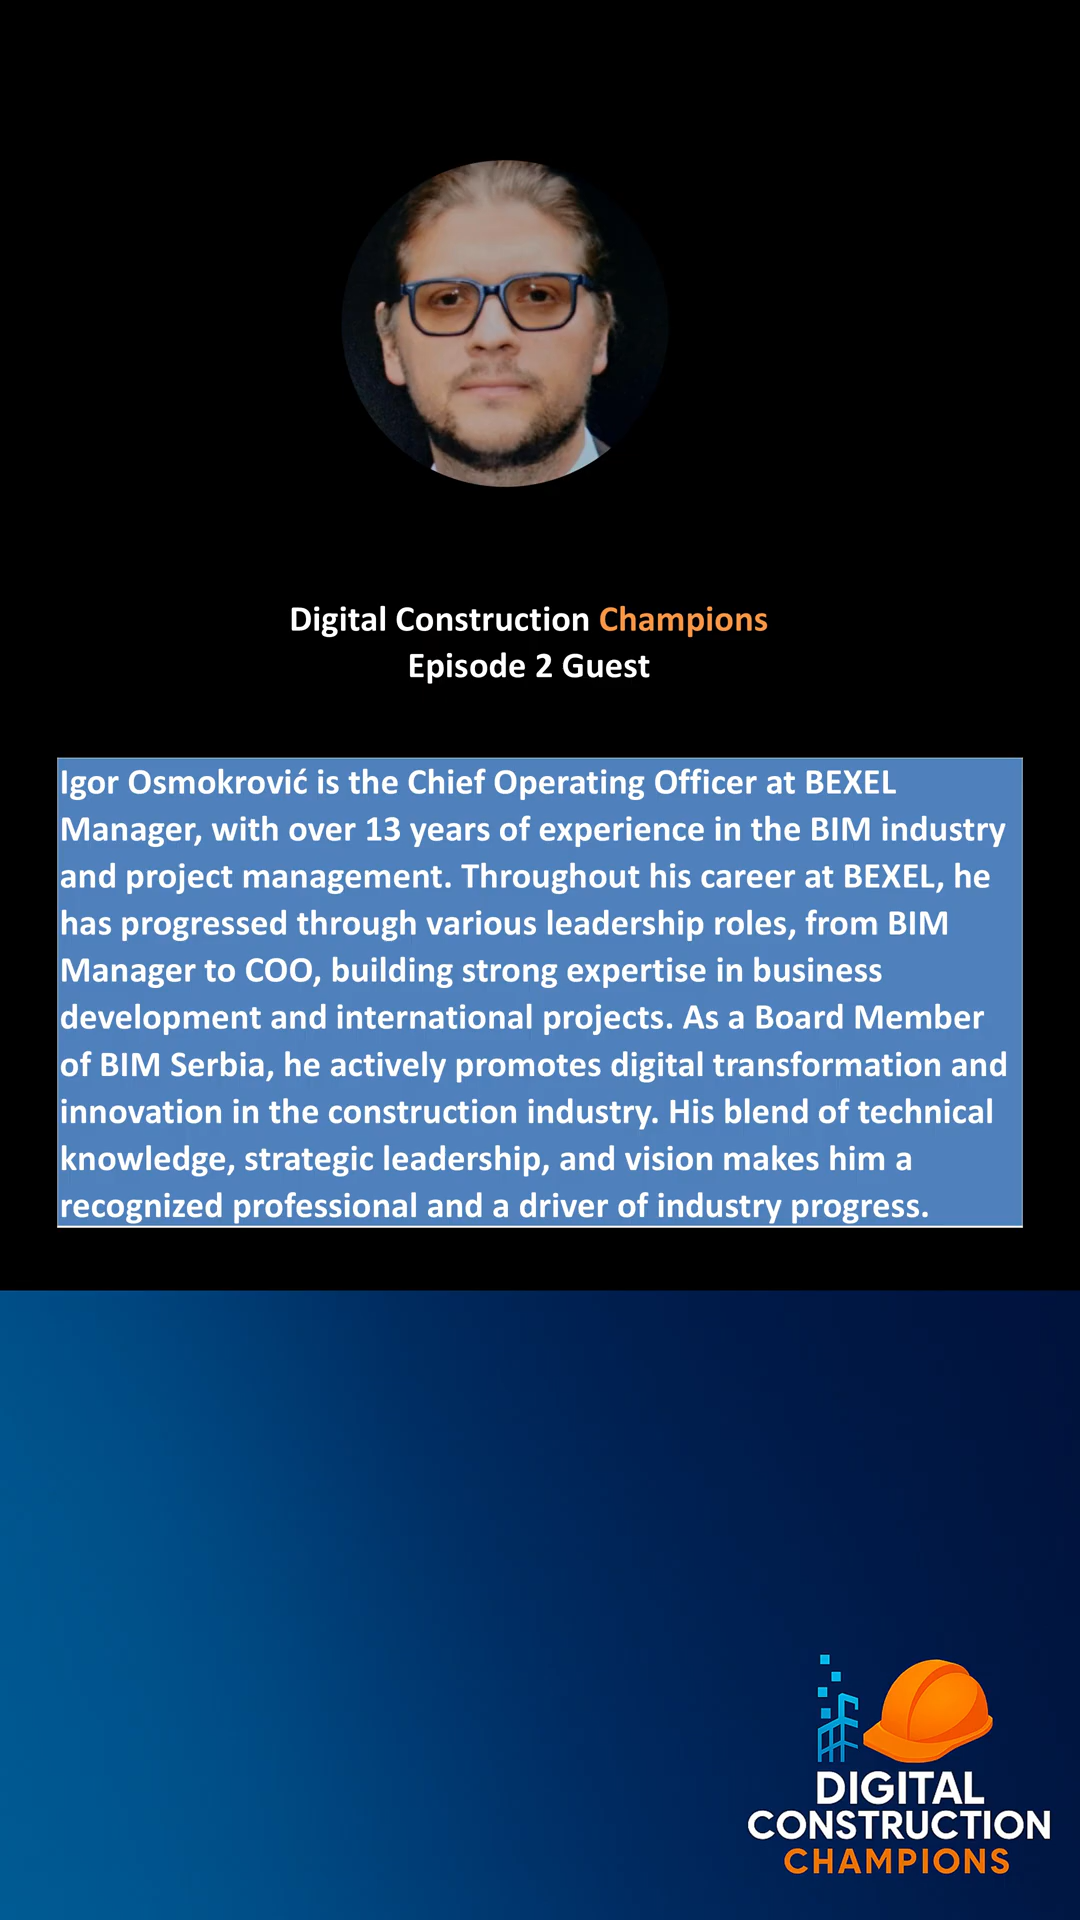 Digital Construction Champions
Episode 2 Guest
Igor Osmokrović is the Chief Operating Officer at BEXEL
Manager, with over 13 years of experience in the BIM industry
and project management. Throughout his career at BEXEL, he
has progressed through various leadership roles, from BIM
Manager to COO, building strong expertise in business
development and international projects. As a Board Member
of BIM Serbia, he actively promotes digital transformation and
innovation in the construction industry. His blend of technical
knowledge, strategic leadership, and vision makes him a
recognized professional and a driver of industry progress.
DIGITAL
CONSTRUCTION
CHAMPIONS